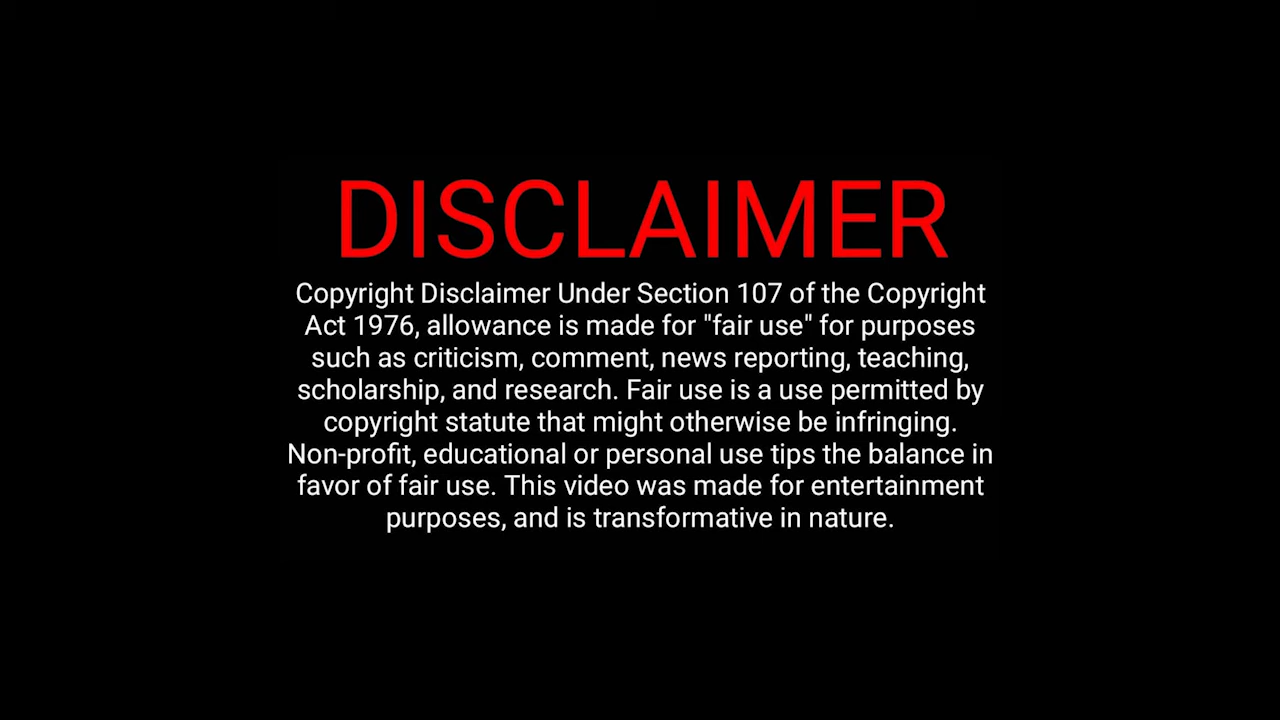 DISCLAIMER
Copyright Disclaimer Under Section 107 of the Copyright
Act 1976, allowance is made for "fair use" for purposes
such as criticism, comment, news reporting, teaching,
scholarship, and research. Fair use is a use permitted by
copyright statute that might otherwise be infringing.
Non-profit, educational or personal use tips the balance in
favor of fair use. This video was made for entertainment
purposes, and is transformative in nature.